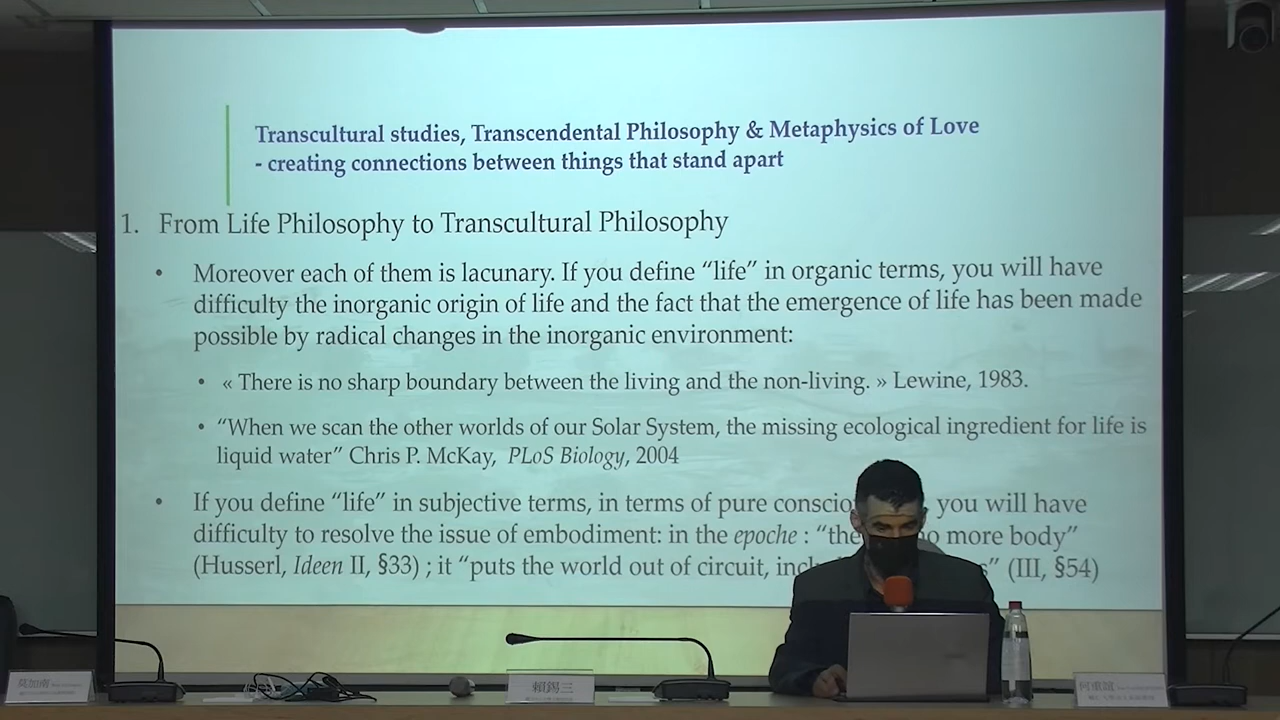 Transcultural studies, Transcendental Philosophy & Metaphysics of Love
- creating connections between things that stand apart
1. From Life Philosophy to Transcultural Philosophy
• Moreover each of them is lacunary. If you define “life” in organic terms, you will have
difficulty the inorganic origin of life and the fact that the emergence of life has been made
possible by radical changes in the inorganic environment:
• « There is no sharp boundary between the living and the non-living. » Lewine, 1983.
• “When we scan the other worlds of our Solar System, the missing ecological ingredient for life is
liquid water” Chris P. McKay, PLoS Biology, 2004
• If you define “life” in subjective terms, in terms of pure you will have
difficulty to resolve the issue of embodiment: in the epoche : “ more body”
(Husserl, Ideen II, §33) ; it “puts the world out of circuit, (III, §54)
莫加南
賴錫三
何重誼